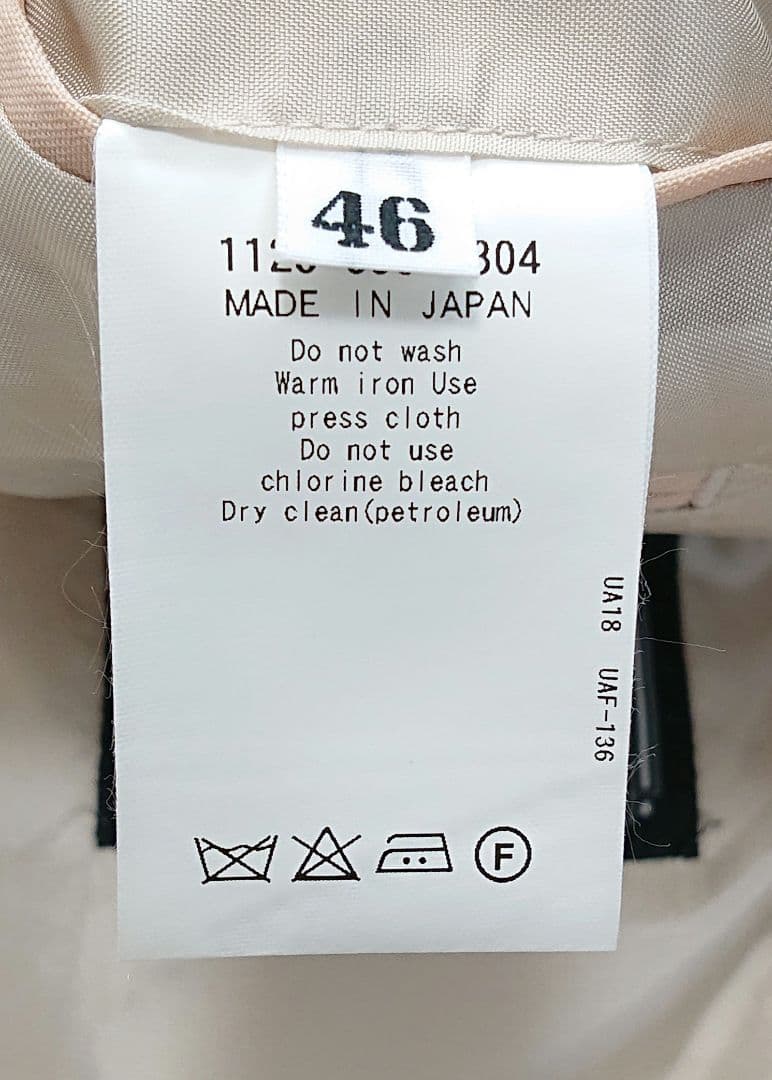 46
304
MADE IN JAPAN
Do not wash
Warm iron Use
press cloth
Do not use
chlorine bleach
Dry clean(petroleum)
UA18 UAF-136
F